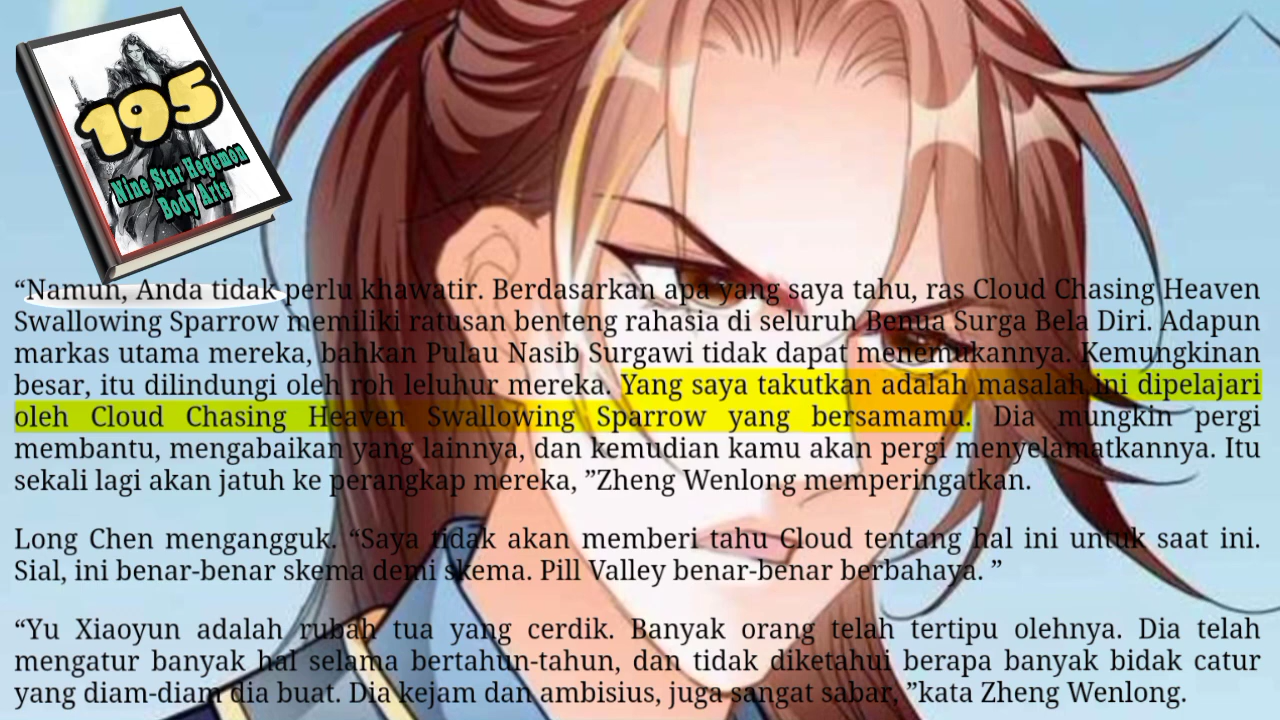 195
Nine Star Hegemon
Body Arts
“Namun, Anda tidak perlu khawatir. Berdasarkan apa yang saya tahu, ras Cloud Chasing Heaven
Swallowing Sparrow memiliki ratusan benteng rahasia di seluruh Benua Surga Bela Diri. Adapun
markas utama mereka, bahkan Pulau Nasib Surgawi tidak dapat menemukannya. Kemungkinan
besar, itu dilindungi oleh roh leluhur mereka. Yang saya takutkan adalah masalah ini dipelajari
oleh Cloud Chasing Heaven Swallowing Sparrow yang bersamamu. Dia mungkin pergi
membantu, mengabaikan yang lainnya, dan kemudian kamu akan pergi menyelamatkannya. Itu
sekali lagi akan jatuh ke perangkap mereka, ”Zheng Wenlong memperingatkan.
Long Chen mengangguk. “Saya tidak akan memberi tahu Cloud tentang hal ini untuk saat ini.
Sial, ini benar-benar skema demi skema. Pill Valley benar-benar berbahaya. ”
“Yu Xiaoyun adalah rubah tua yang cerdik. Banyak orang telah tertipu olehnya. Dia telah
mengatur banyak hal selama bertahun-tahun, dan tidak diketahui berapa banyak bidak catur
yang diam-diam dia buat. Dia kejam dan ambisius, juga sangat sabar, ”kata Zheng Wenlong.